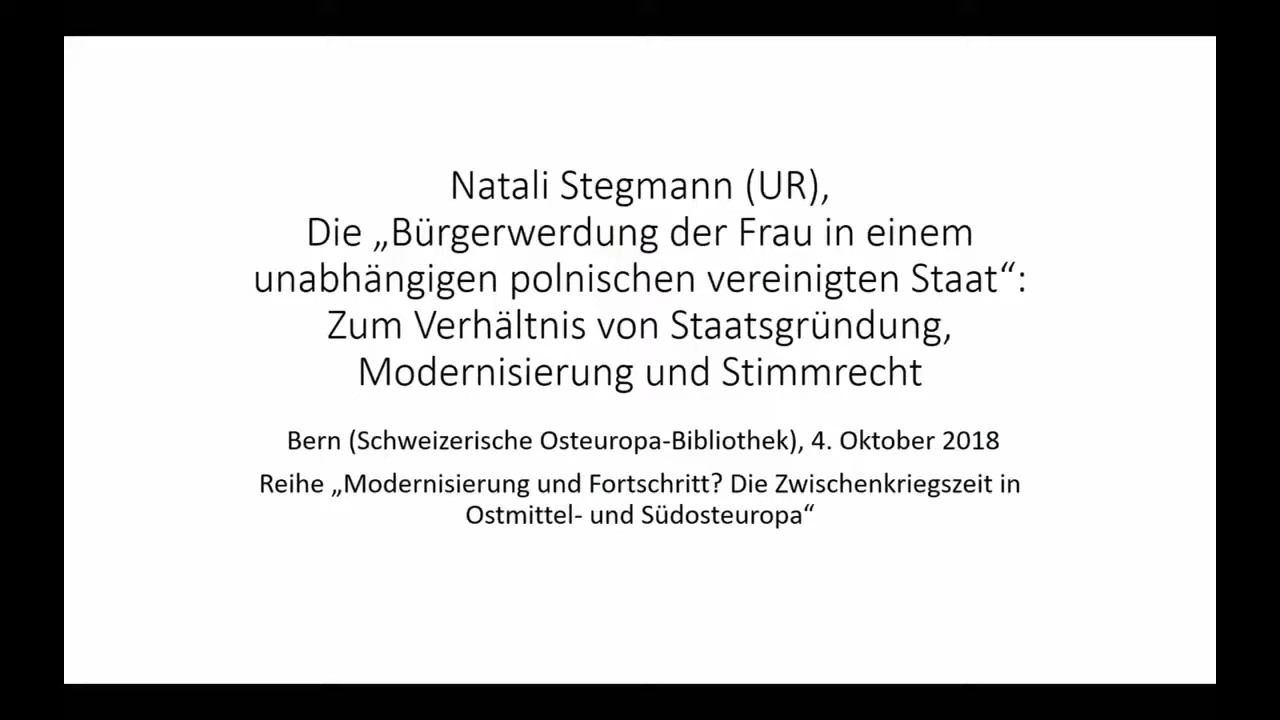 Natali Stegmann (UR),
Die „Bürgerwerdung der Frau in einem
unabhängigen polnischen vereinigten Staat“:
Zum Verhältnis von Staatsgründung,
Modernisierung und Stimmrecht
Bern (Schweizerische Osteuropa-Bibliothek), 4. Oktober 2018
Reihe „Modernisierung und Fortschritt? Die Zwischenkriegszeit in
Ostmittel- und Südosteuropa“